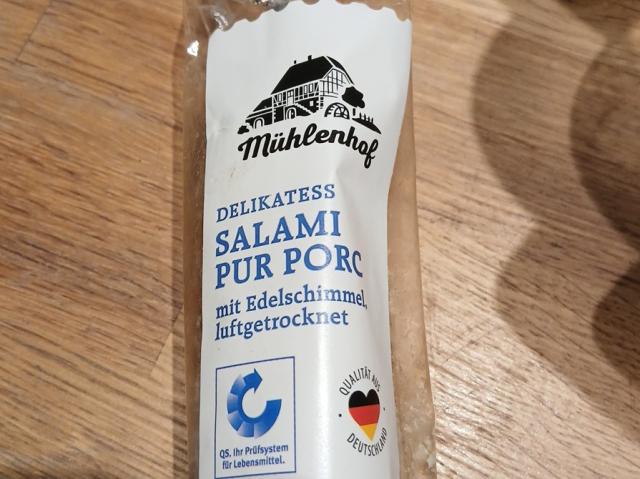 Mühlenhof
DELIKATESS
SALAMI
PUR PORC
mit Edelschimmel,
luftgetrocknet
QS. Ihr Prüfsystem
für Lebensmittel.
QUALITÄT AUS
DEUTSCHLAND